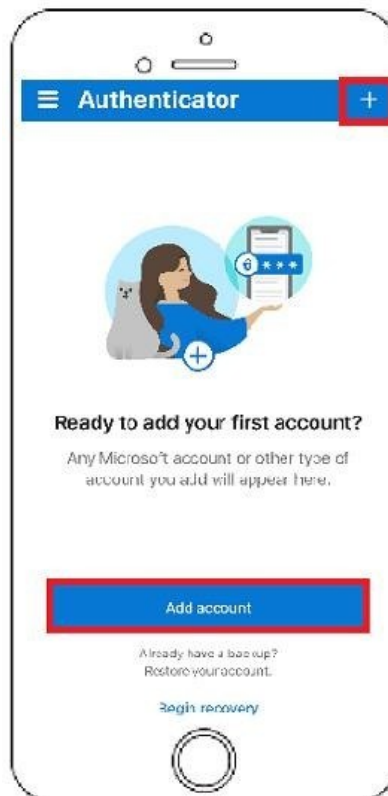 Authenticator
Ready to add your first account?
Any Microsoft account or other type of
account you add will appear here.
Add account
Already have a backup?
Restore your account.
Begin recovery